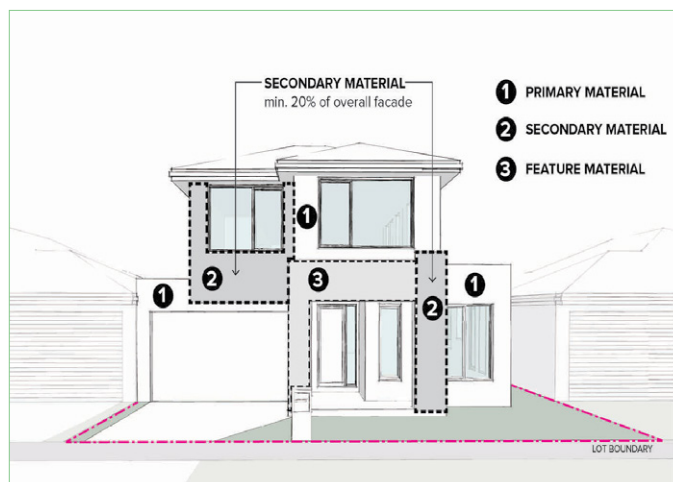 SECONDARY MATERIAL
min. 20% of overall facade
1 PRIMARY MATERIAL
2 SECONDARY MATERIAL
3 FEATURE MATERIAL
1
2
3
1
1
2
LOT BOUNDARY